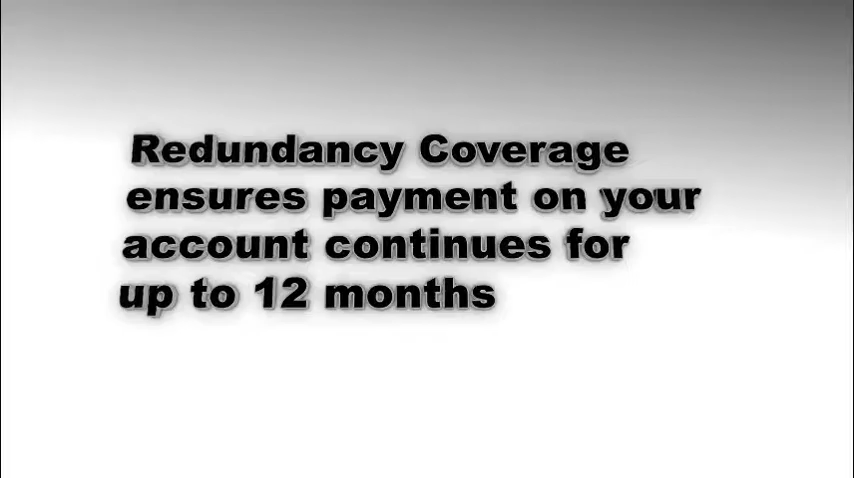 Redundancy Coverage
ensures payment on your
account continues for
up to 12 months